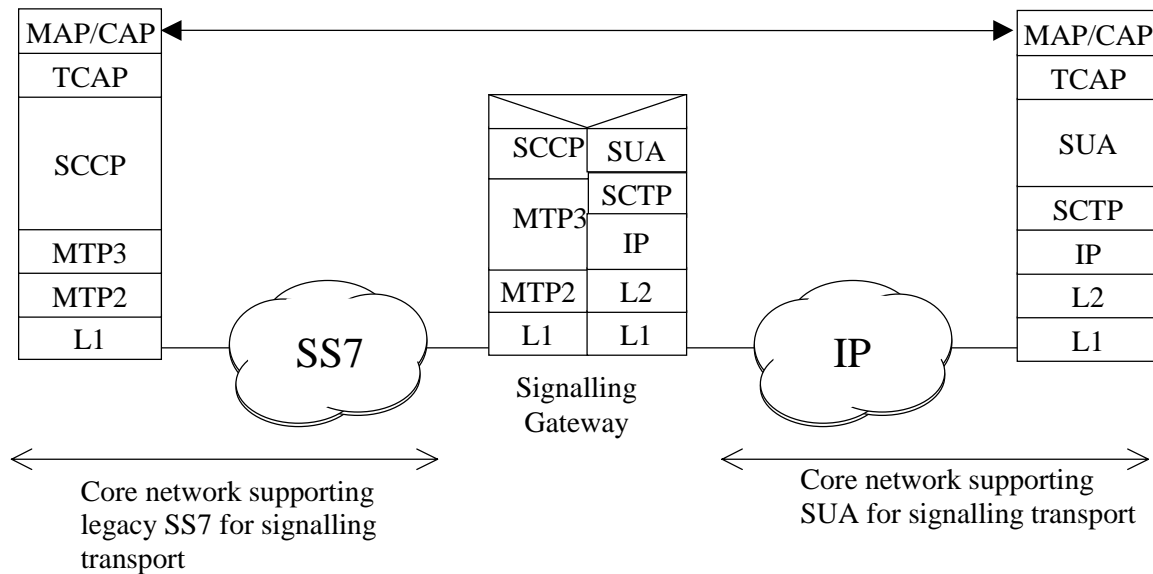 MAP/CAP
TCAP
SCCP
MTP3
MTP2
L1
SS7
SCCP
MTP3
MTP2
L1
SUA
SCTP
IP
L2
L1
Signalling
Gateway
IP
MAP/CAP
TCAP
SUA
SCTP
IP
L2
L1
Core network supporting
legacy SS7 for signalling
transport
Core network supporting
SUA for signalling transport